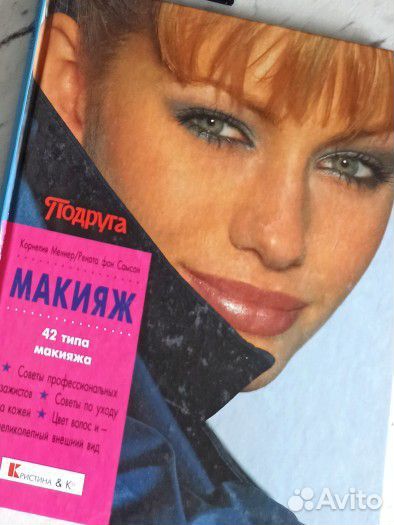 Подруга
Корнелия Меннер/Рената фон Самсон
МАКИЯЖ
42 типа
макияжа
★ Советы профессиональных
визажистов ★ Советы по уходу
за кожей ★ Цвет волос и –
великолепный внешний вид
КРИСТИНА & К°
Avito